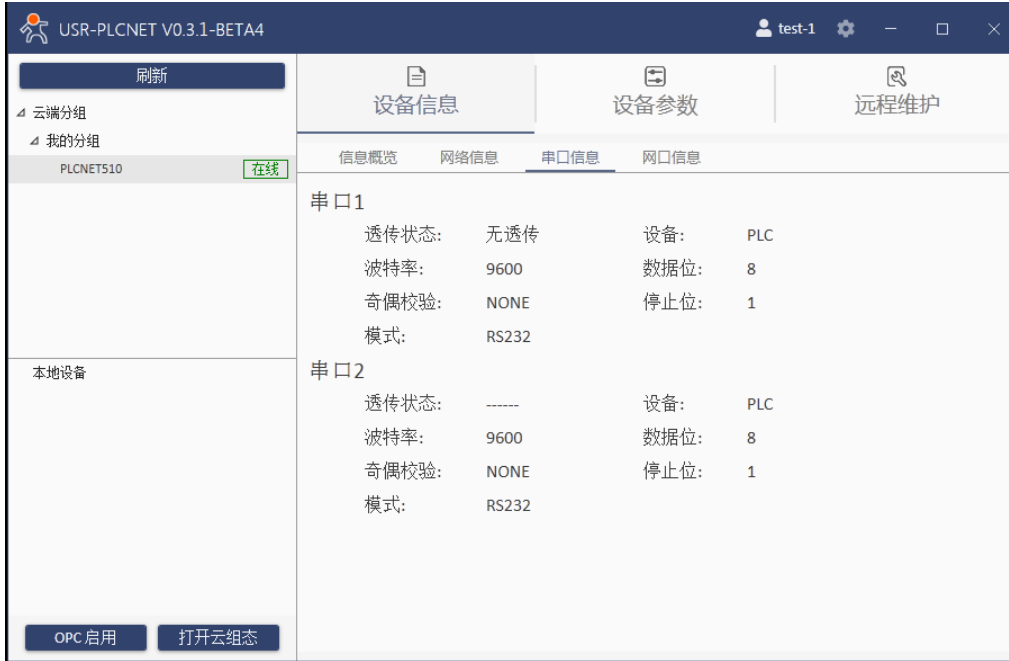 USR-PLCNET V0.3.1-BETA4 test-1
刷新
云端分组
我的分组
PLCNET510 在线
本地设备
OPC 启用 打开云组态
设备信息 设备参数 远程维护
信息概览 网络信息 串口信息 网口信息
串口1
透传状态: 无透传 设备: PLC
波特率: 9600 数据位: 8
奇偶校验: NONE 停止位: 1
模式: RS232
串口2
透传状态: ------ 设备: PLC
波特率: 9600 数据位: 8
奇偶校验: NONE 停止位: 1
模式: RS232